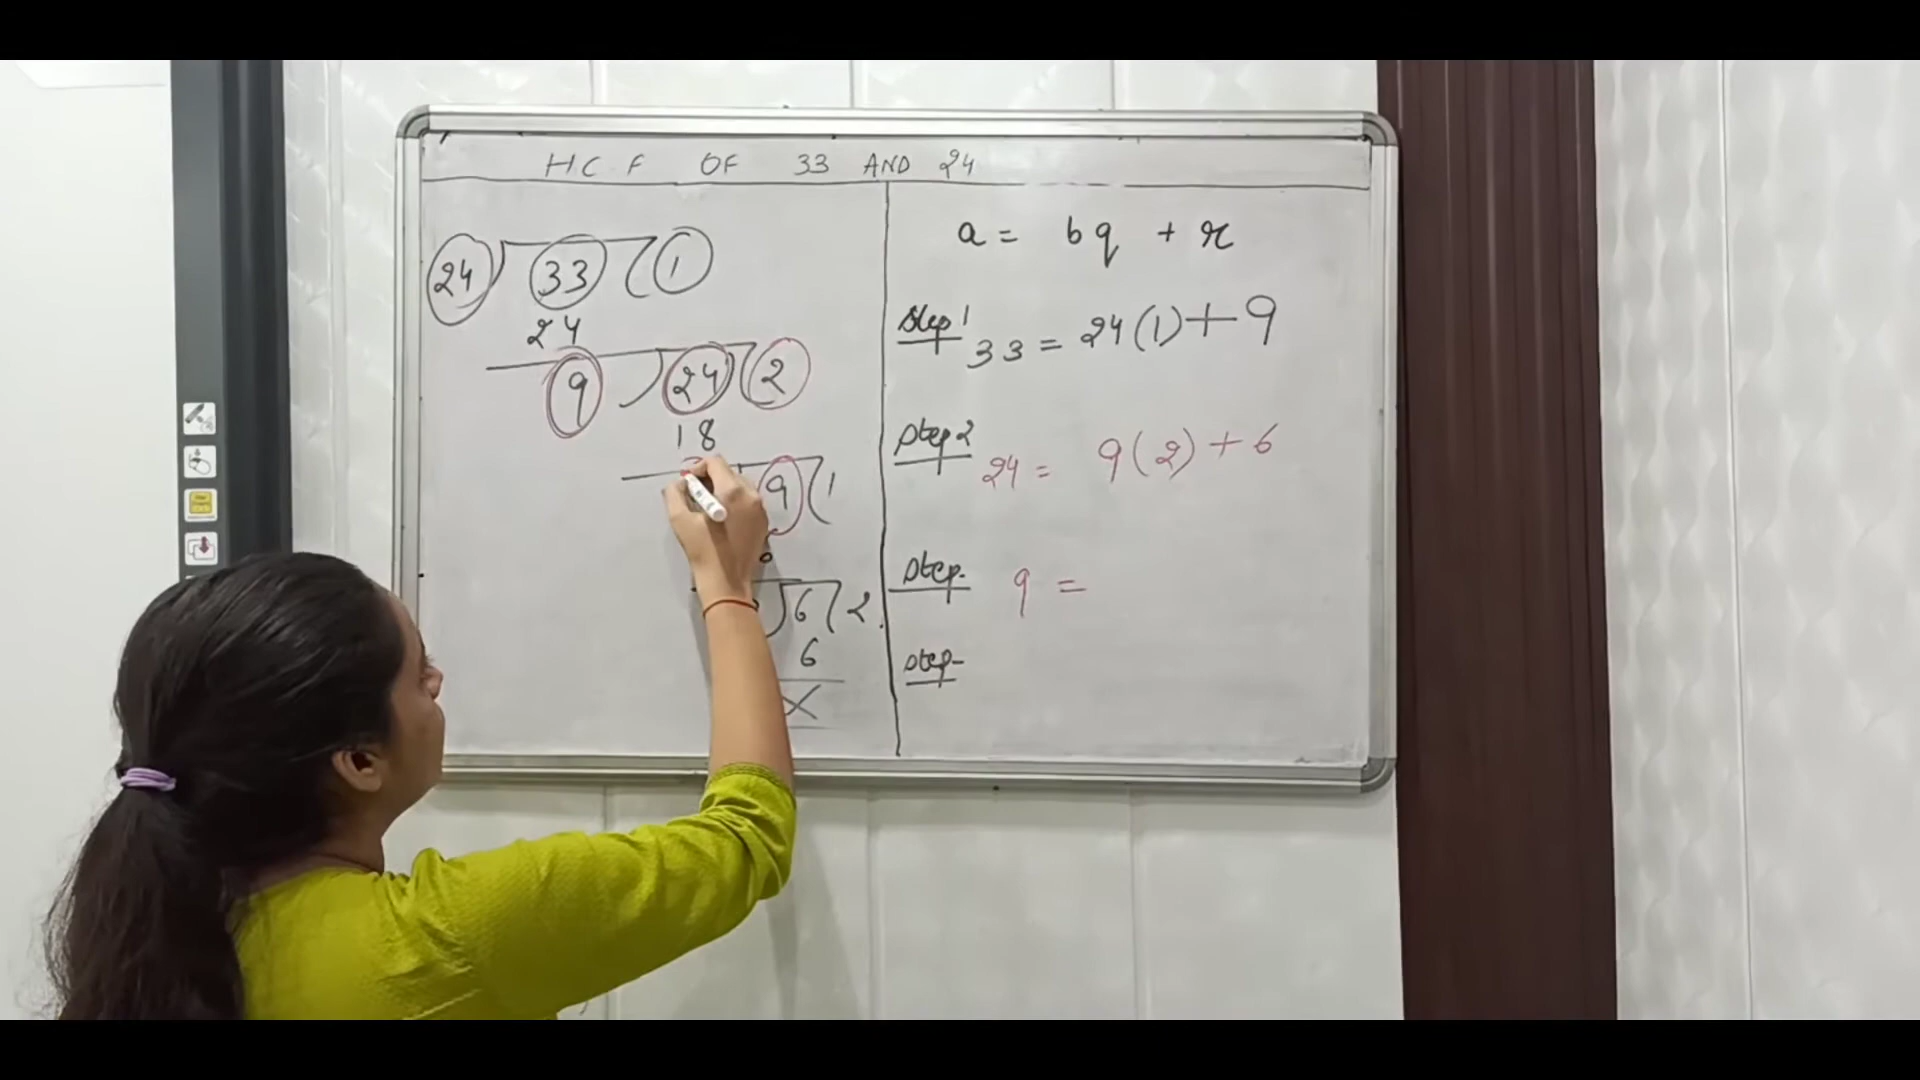 HCF OF 33 AND 24
24 ) 33 ( 1
24
9 ) 24 ( 2
18
9 ( 1
) 6 ( 2
6
X
a = bq + r
Step 1
33 = 24 (1) + 9
Step 2
24 = 9 (2) + 6
Step-
9 =
Step-